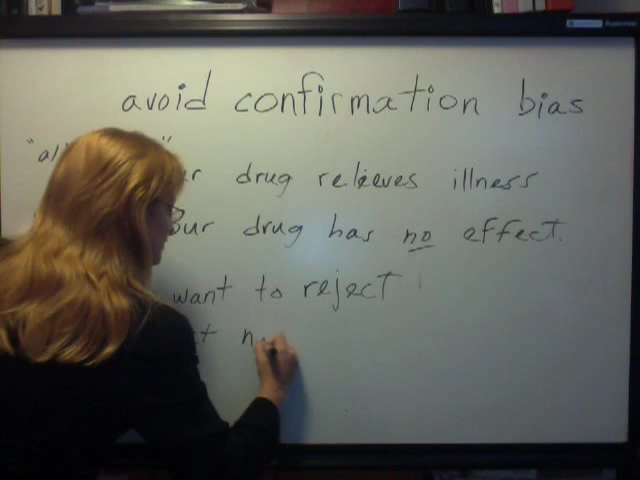 avoid confirmation bias
drug relieves illness
Our drug has no effect.
want to reject